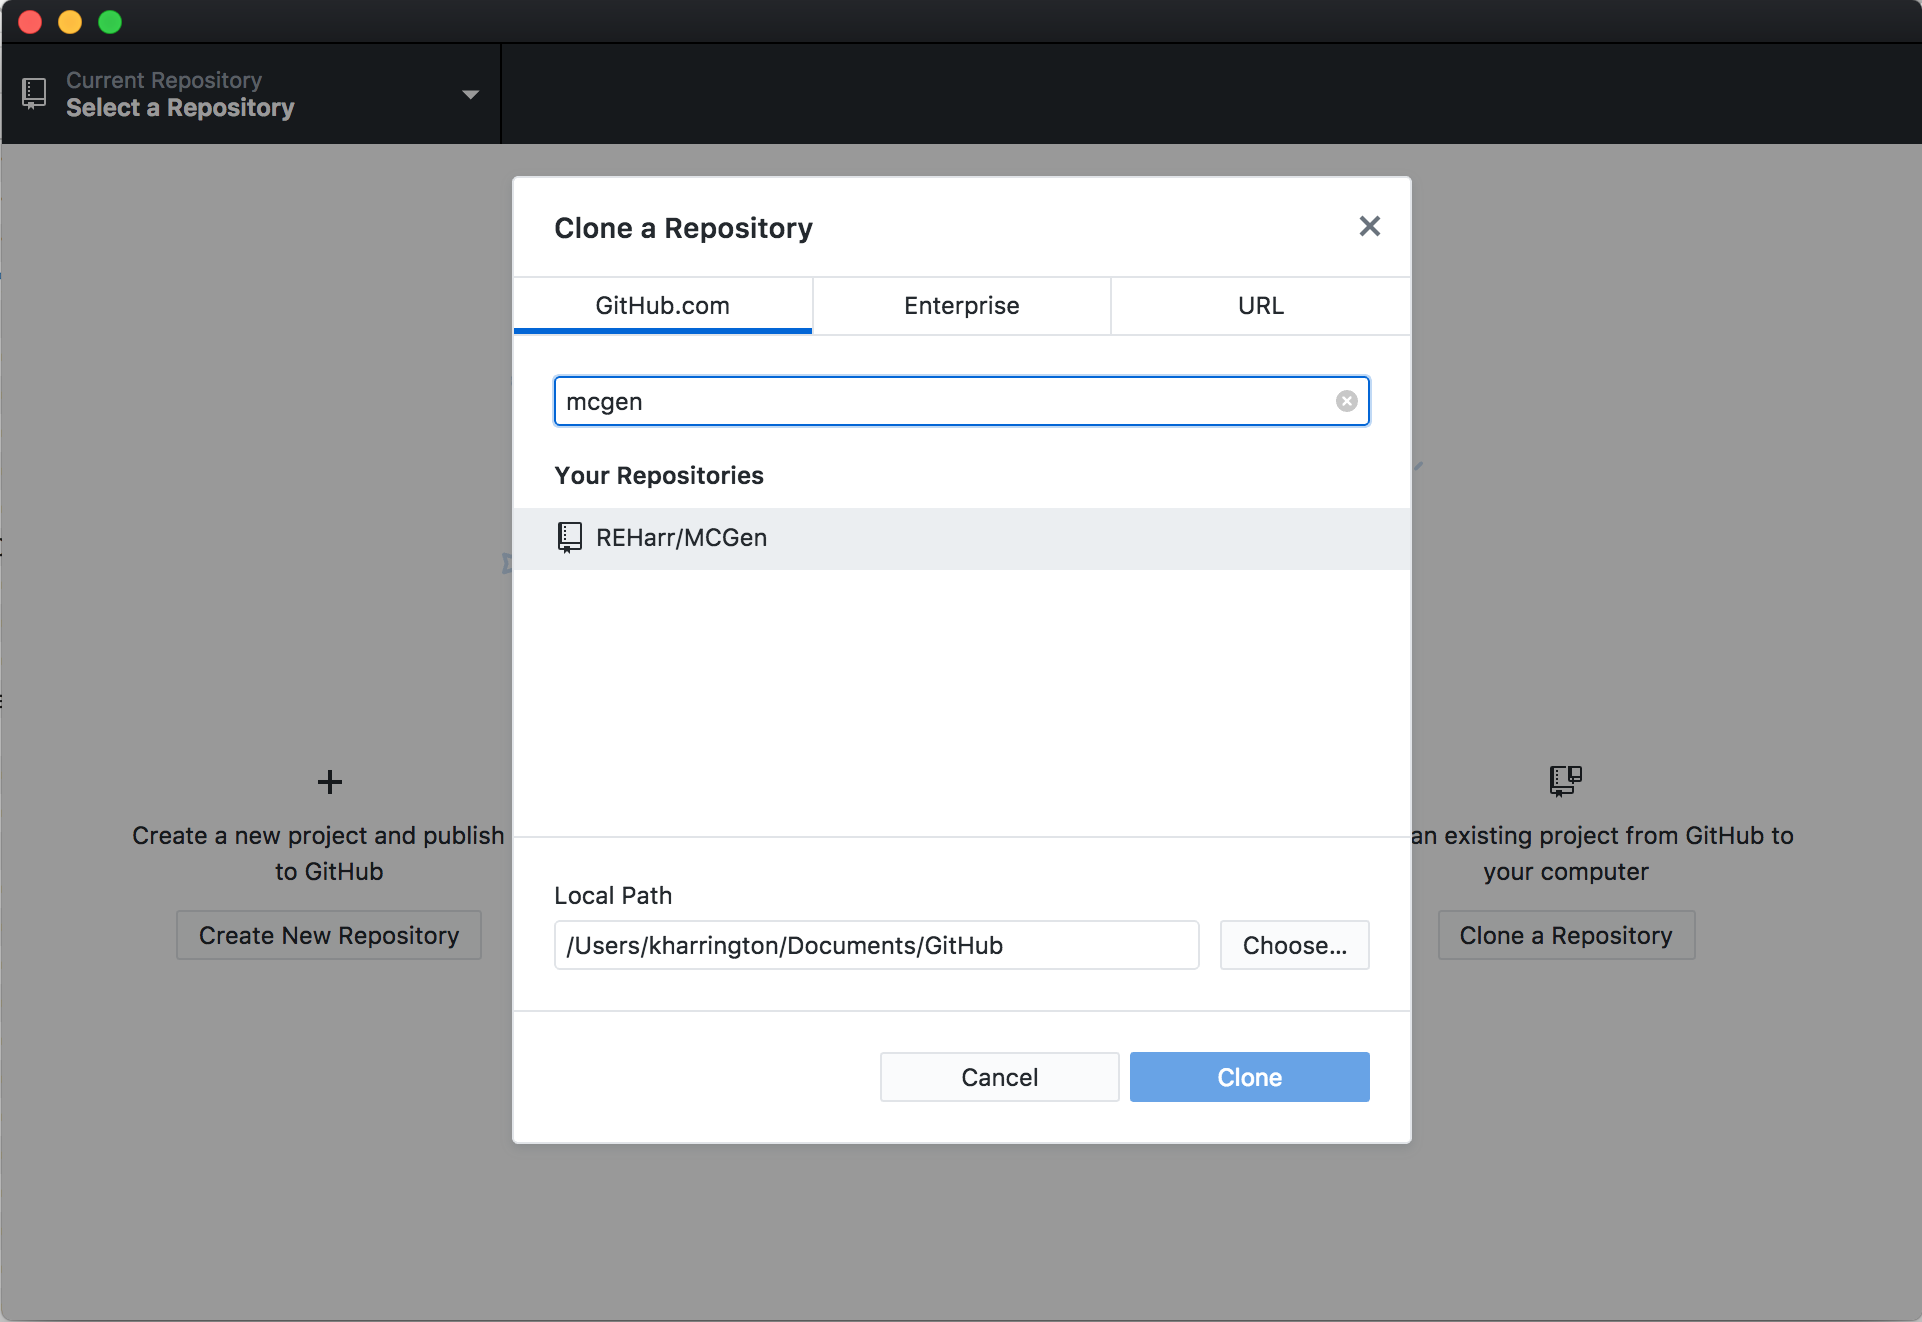 Current Repository
Select a Repository
Clone a Repository
GitHub.com
Enterprise
URL
mcgen
Your Repositories
REHarr/MCGen
Create a new project and publish
to GitHub
Create New Repository
an existing project from GitHub to
your computer
Clone a Repository
Local Path
/Users/kharrington/Documents/GitHub
Choose...
Cancel
Clone